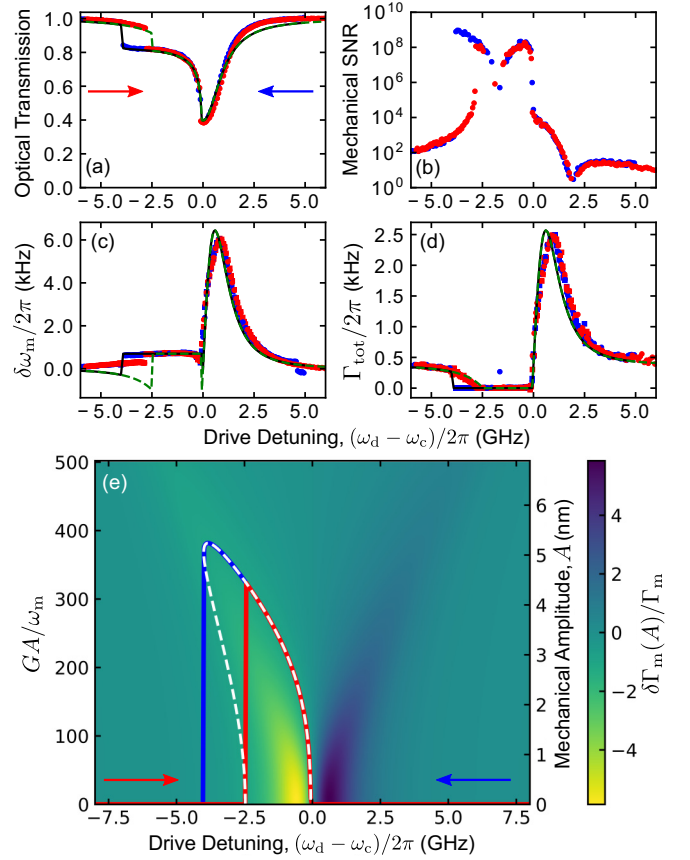 Optical Transmission
1.0
0.8
0.6
0.4
0.2
0.0
(a)
−5.0 −2.5 0.0 2.5 5.0
Mechanical SNR
10^10
10^8
10^6
10^4
10^2
10^0
(b)
−5.0 −2.5 0.0 2.5 5.0
δω_m/2π (kHz)
6.0
4.0
2.0
0.0
(c)
−5.0 −2.5 0.0 2.5 5.0
Γ_tot/2π (kHz)
2.5
2.0
1.5
1.0
0.5
0.0
(d)
−5.0 −2.5 0.0 2.5 5.0
Drive Detuning, (ω_d − ω_c)/2π (GHz)
GA/ω_m
500
400
300
200
100
0
(e)
−7.5 −5.0 −2.5 0.0 2.5 5.0 7.5
Drive Detuning, (ω_d − ω_c)/2π (GHz)
6
5
4
3
2
1
0
Mechanical Amplitude, A (nm)
4
2
0
−2
−4
δΓ_m(A)/Γ_m